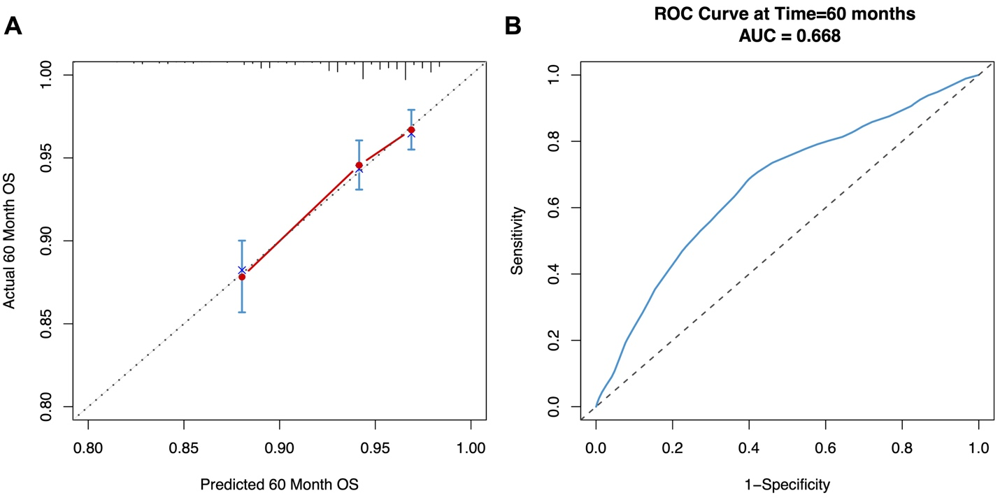 A
1.00
0.95
0.90
0.85
0.80
Actual 60 Month OS
0.80 0.85 0.90 0.95 1.00
Predicted 60 Month OS
B
ROC Curve at Time=60 months
AUC = 0.668
1.0
0.8
0.6
0.4
0.2
0.0
Sensitivity
0.0 0.2 0.4 0.6 0.8 1.0
1−Specificity